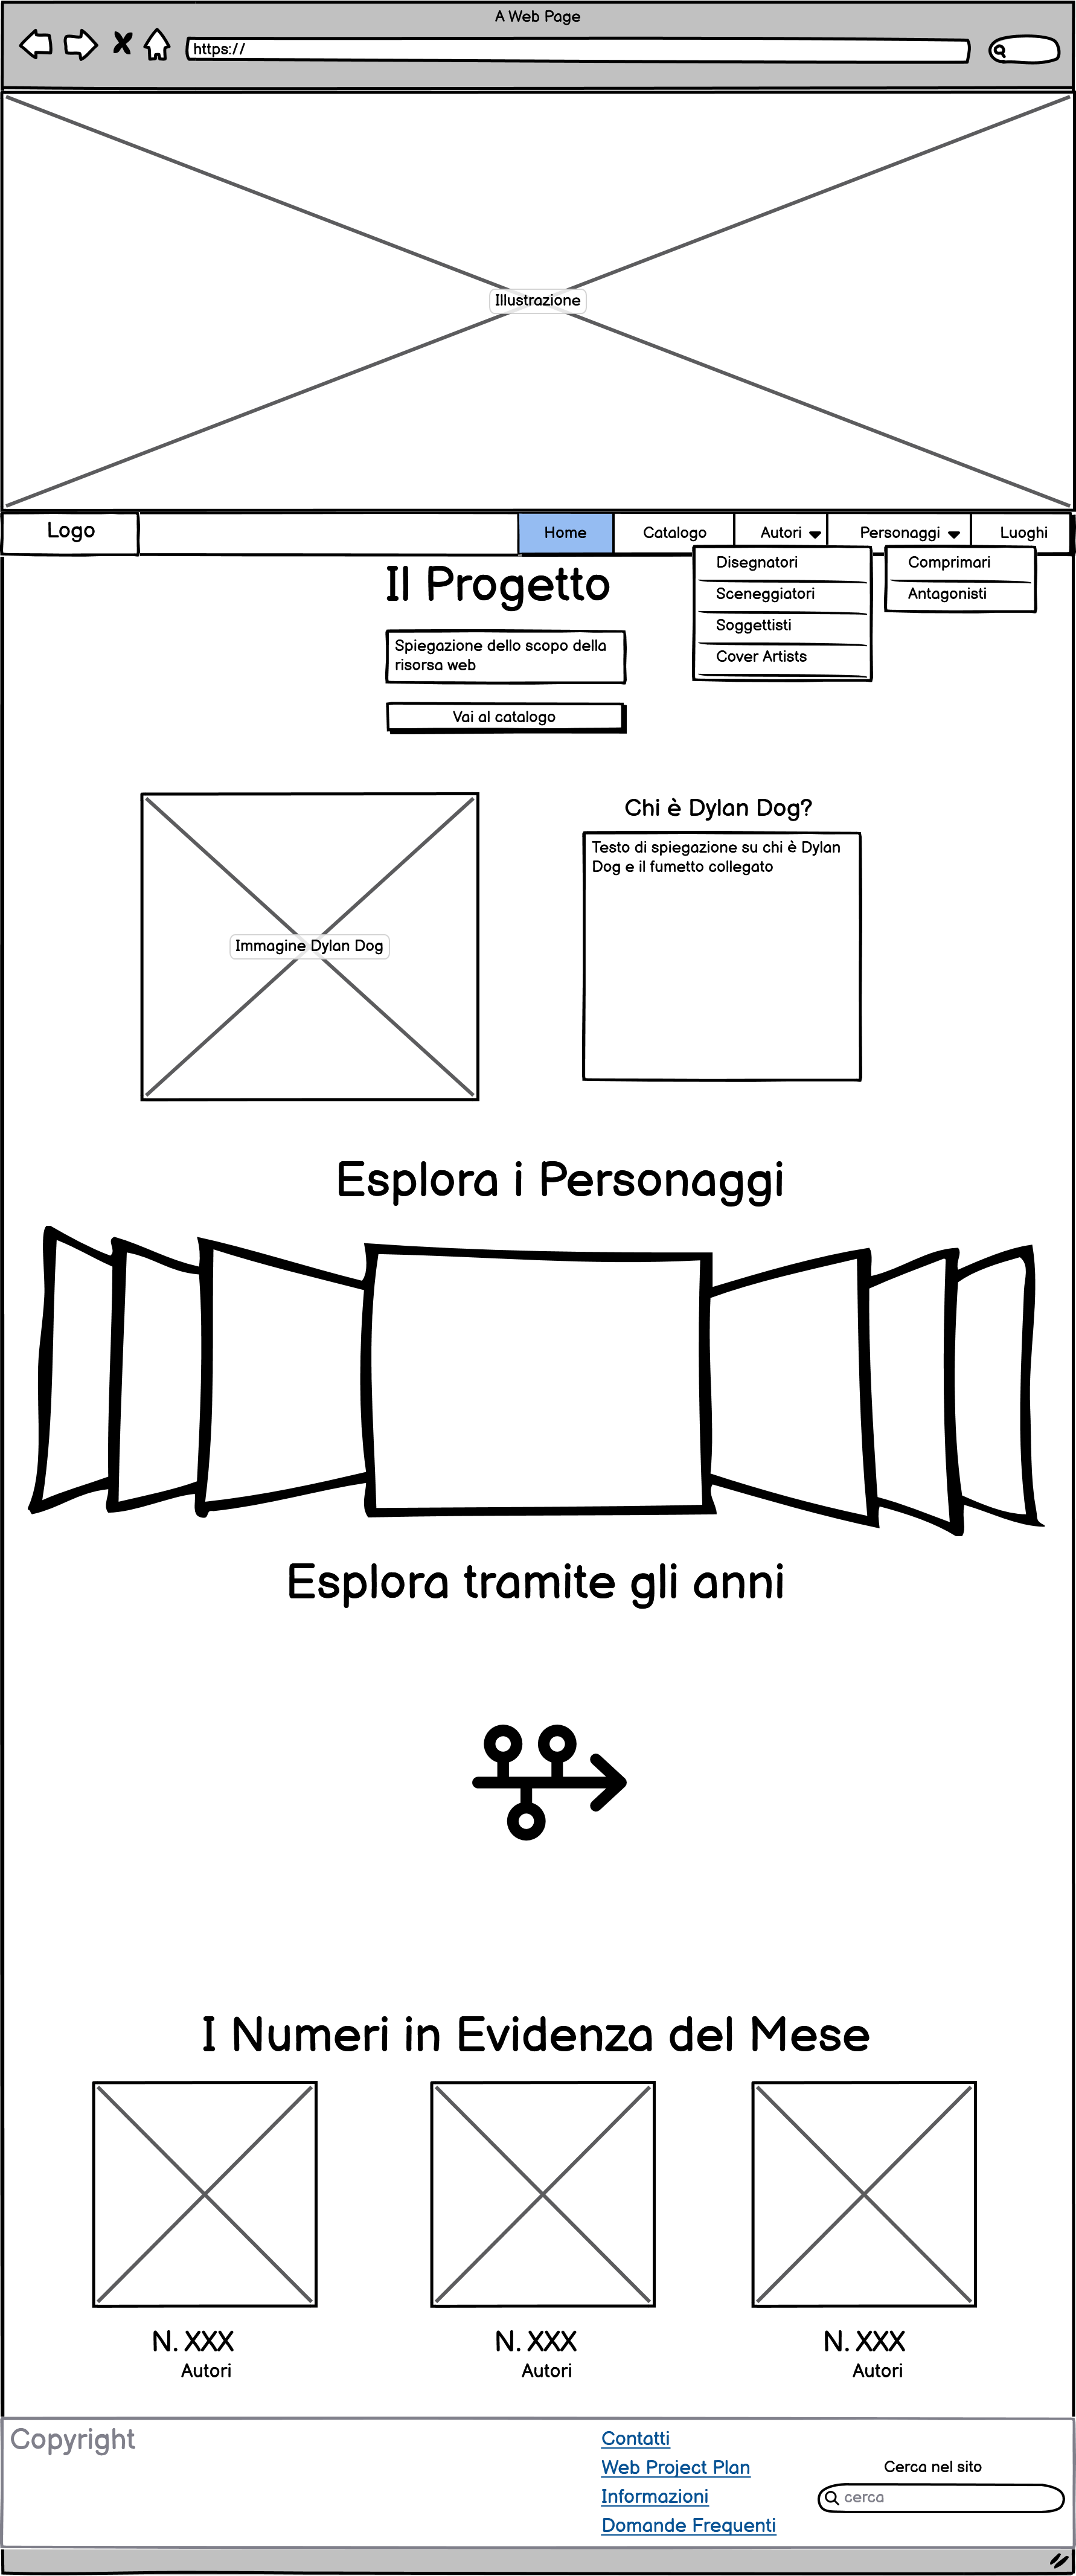 A Web Page
https://
Illustrazione
Logo
Home
Catalogo
Autori
Personaggi
Luoghi
Disegnatori
Sceneggiatori
Soggettisti
Cover Artists
Comprimari
Antagonisti
Il Progetto
Spiegazione dello scopo della
risorsa web
Vai al catalogo
Immagine Dylan Dog
Chi è Dylan Dog?
Testo di spiegazione su chi è Dylan
Dog e il fumetto collegato
Esplora i Personaggi
Esplora tramite gli anni
I Numeri in Evidenza del Mese
N. XXX
Autori
N. XXX
Autori
N. XXX
Autori
Copyright
Contatti
Web Project Plan
Informazioni
Domande Frequenti
Cerca nel sito
cerca